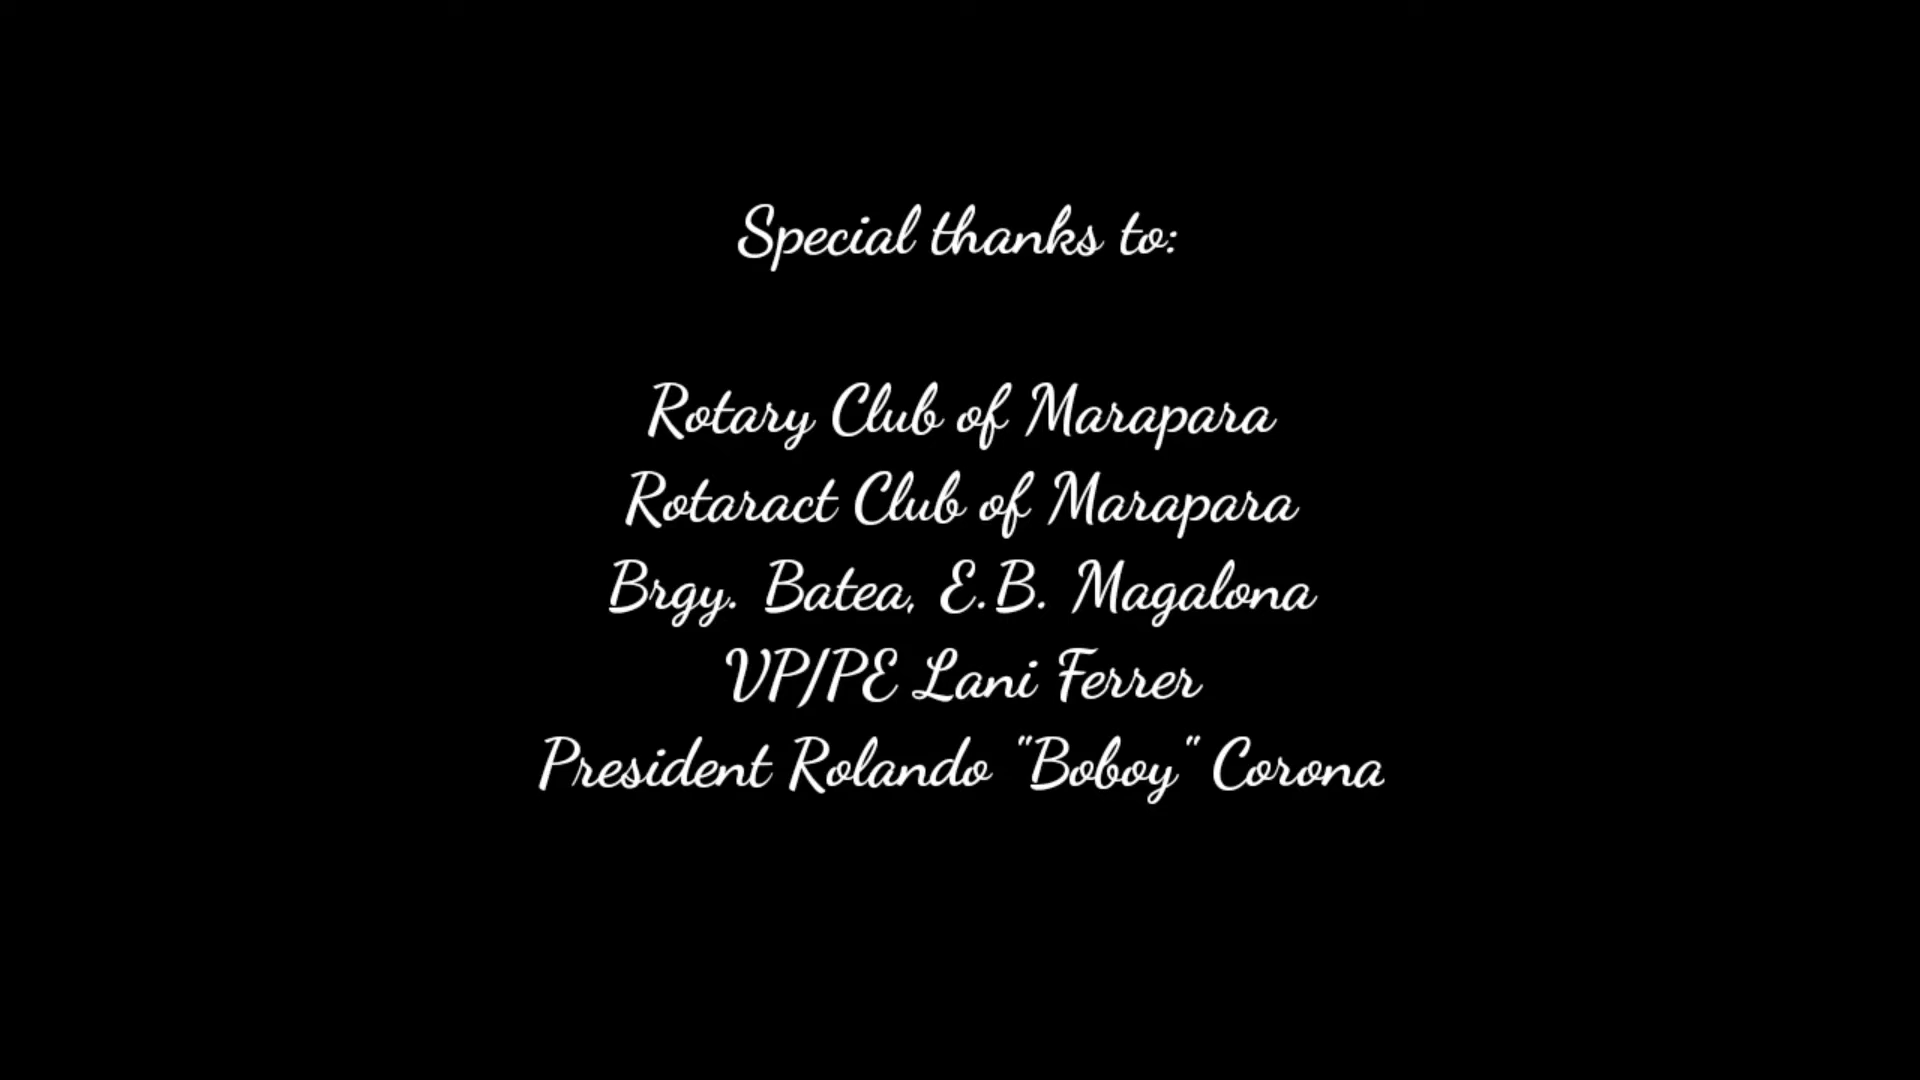 Special thanks to:
Rotary Club of Marapara
Rotaract Club of Marapara
Brgy. Batea, E.B. Magalona
VP/PE Lani Ferrer
President Rolando "Boboy" Corona